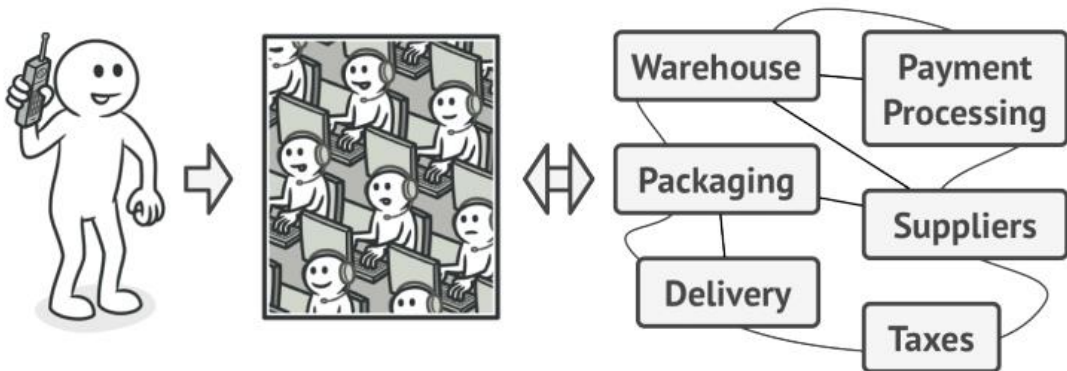 Warehouse
Payment
Processing
Packaging
Suppliers
Delivery
Taxes